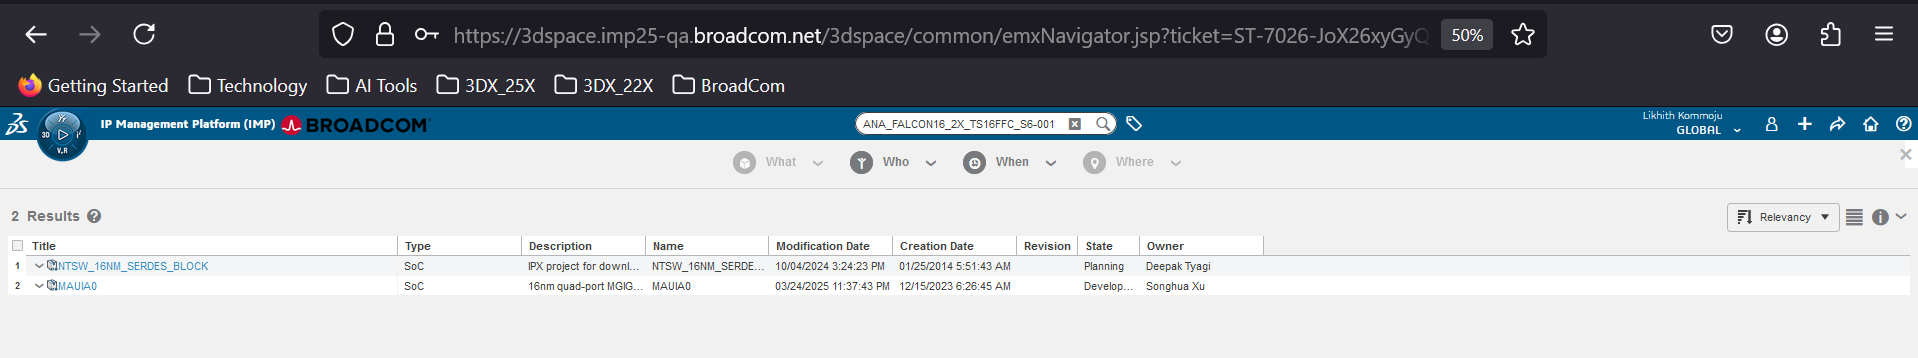 https://3dspace.imp25-qa.broadcom.net/3dspace/common/emxNavigator.jsp?ticket=ST-7026-JoX26xyGyQ 50%
Getting Started Technology AI Tools 3DX_25X 3DX_22X BroadCom
3D V.R IP Management Platform (IMP) BROADCOM ANA_FALCON16_2X_TS16FFC_S6-001 Likhith Kommoju
GLOBAL
What Who When Where
2 Results Relevancy
Title Type Description Name Modification Date Creation Date Revision State Owner
1 NTSW_16NM_SERDES_BLOCK SoC IPX project for downl... NTSW_16NM_SERDE... 10/04/2024 3:24:23 PM 01/25/2014 5:51:43 AM Planning Deepak Tyagi
2 MAUIA0 SoC 16nm quad-port MGIG... MAUIA0 03/24/2025 11:37:43 PM 12/15/2023 6:26:45 AM Develop... Songhua Xu